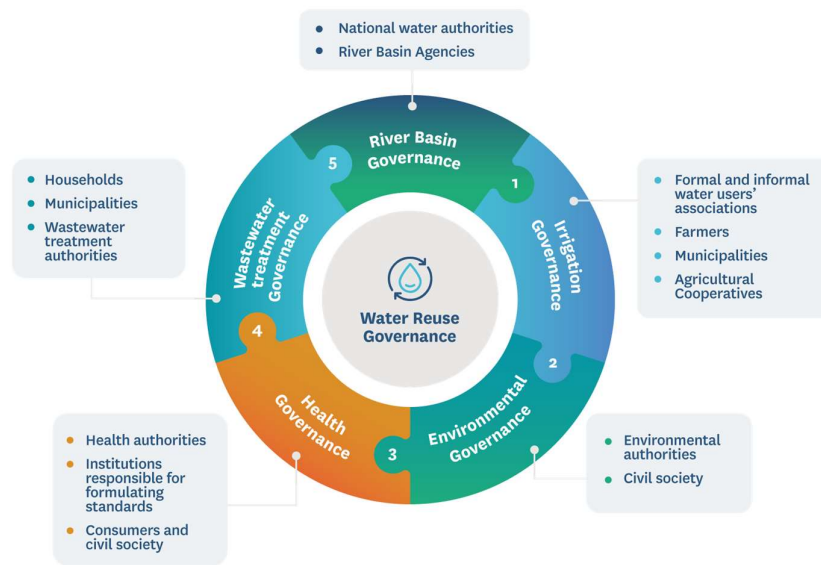 National water authorities
River Basin Agencies
River Basin
Governance
5
1
Households
Municipalities
Wastewater
treatment
authorities
Wastewater
treatment
Governance
Irrigation
Governance
Formal and informal
water users’
associations
Farmers
Municipalities
Agricultural
Cooperatives
Water Reuse
Governance
4
2
Health
Governance
3
Environmental
Governance
Health authorities
Institutions
responsible for
formulating
standards
Consumers and
civil society
Environmental
authorities
Civil society